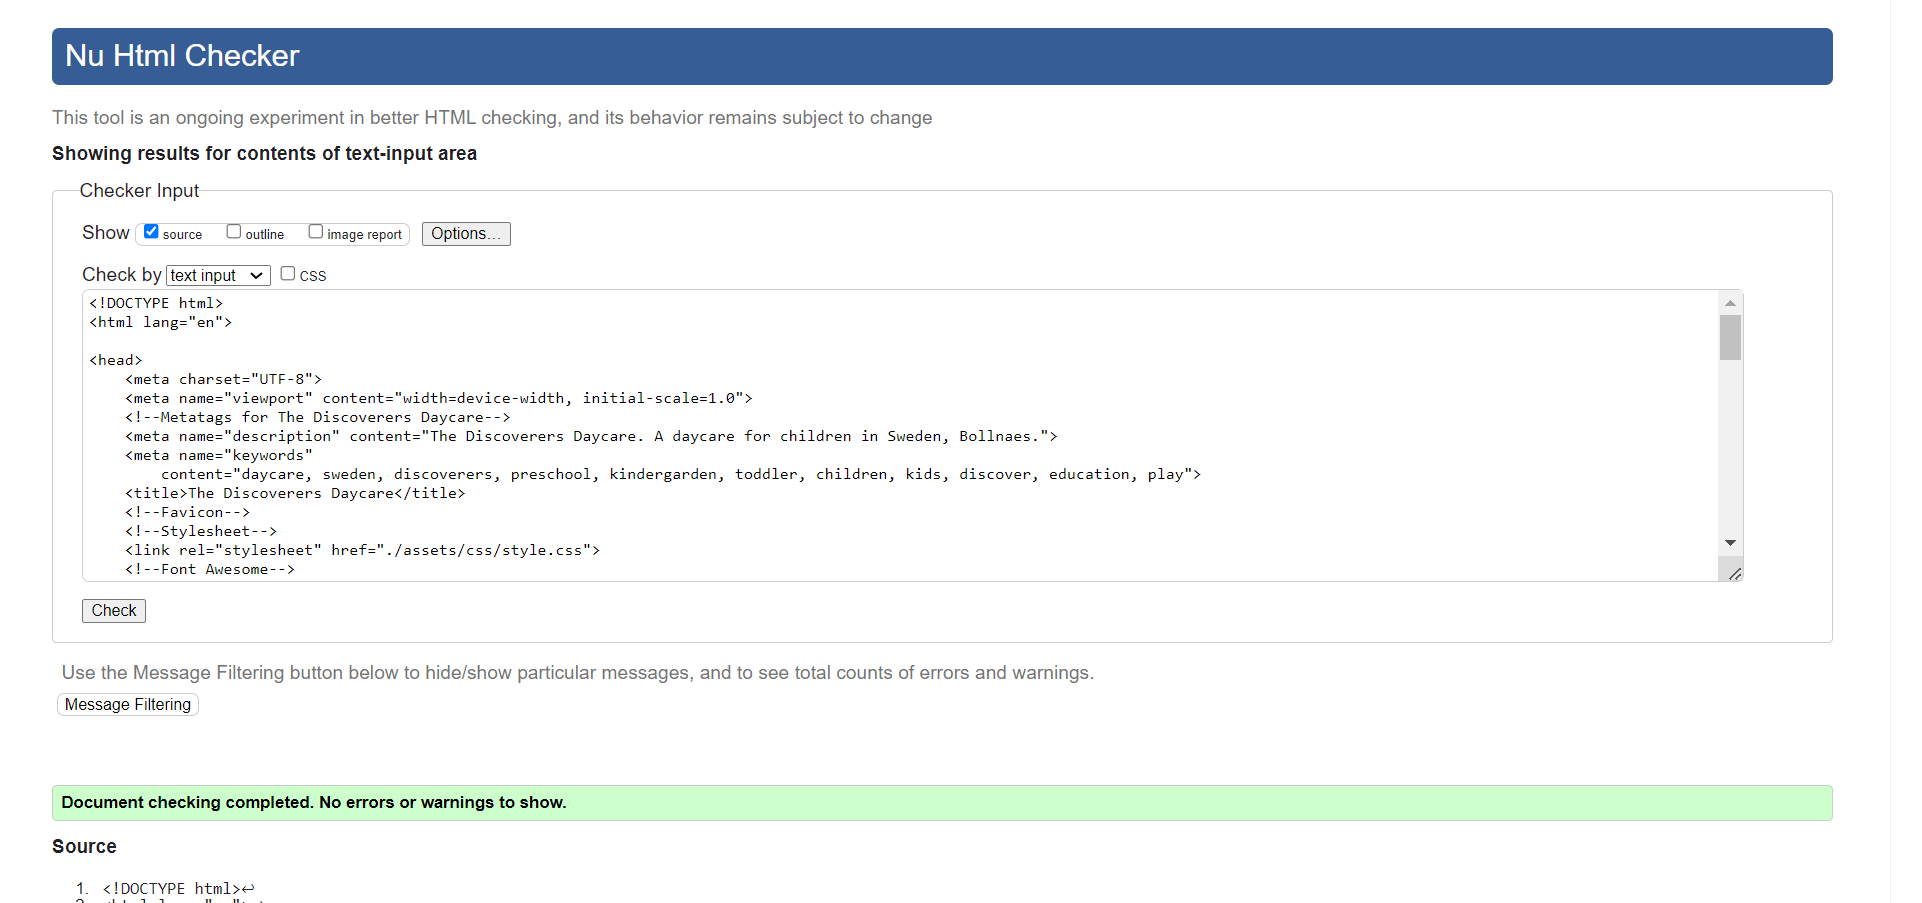 Nu Html Checker
This tool is an ongoing experiment in better HTML checking, and its behavior remains subject to change
Showing results for contents of text-input area
Checker Input
Show source outline image report Options...
Check by text input css
<!DOCTYPE html>
<html lang="en">
<head>
    <meta charset="UTF-8">
    <meta name="viewport" content="width=device-width, initial-scale=1.0">
    <!--Metatags for The Discoverers Daycare-->
    <meta name="description" content="The Discoverers Daycare. A daycare for children in Sweden, Bollnaes.">
    <meta name="keywords"
        content="daycare, sweden, discoverers, preschool, kindergarden, toddler, children, kids, discover, education, play">
    <title>The Discoverers Daycare</title>
    <!--Favicon-->
    <!--Stylesheet-->
    <link rel="stylesheet" href="./assets/css/style.css">
    <!--Font Awesome-->
Check
Use the Message Filtering button below to hide/show particular messages, and to see total counts of errors and warnings.
Message Filtering
Document checking completed. No errors or warnings to show.
Source
1. <!DOCTYPE html>↩